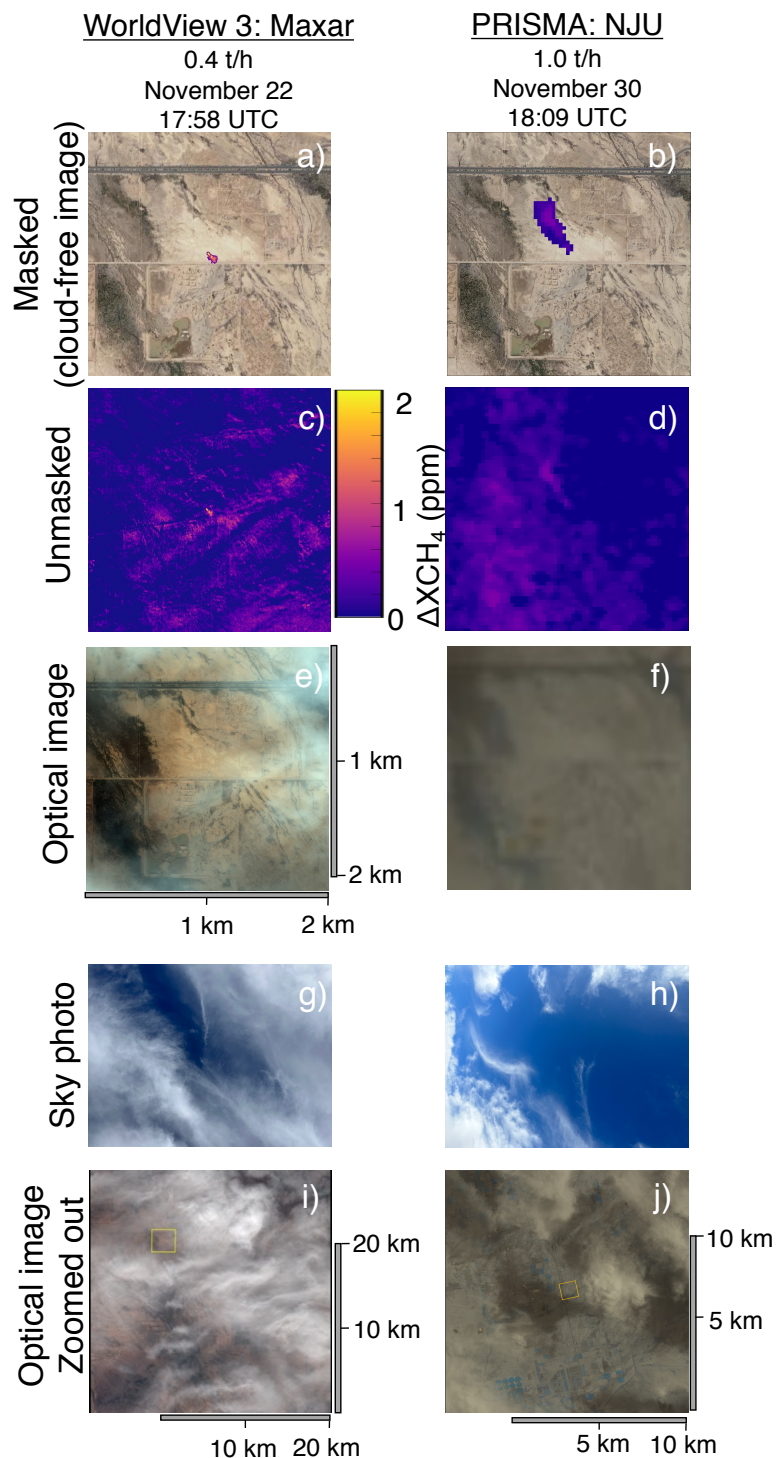 WorldView 3: Maxar
0.4 t/h
November 22
17:58 UTC
PRISMA: NJU
1.0 t/h
November 30
18:09 UTC
Masked
(cloud-free image)
a)
b)
Unmasked
c)
2
1
0
ΔXCH₄ (ppm)
d)
Optical image
e)
1 km
2 km
1 km
2 km
f)
Sky photo
g)
h)
Optical image
Zoomed out
i)
20 km
10 km
10 km
20 km
j)
10 km
5 km
5 km
10 km